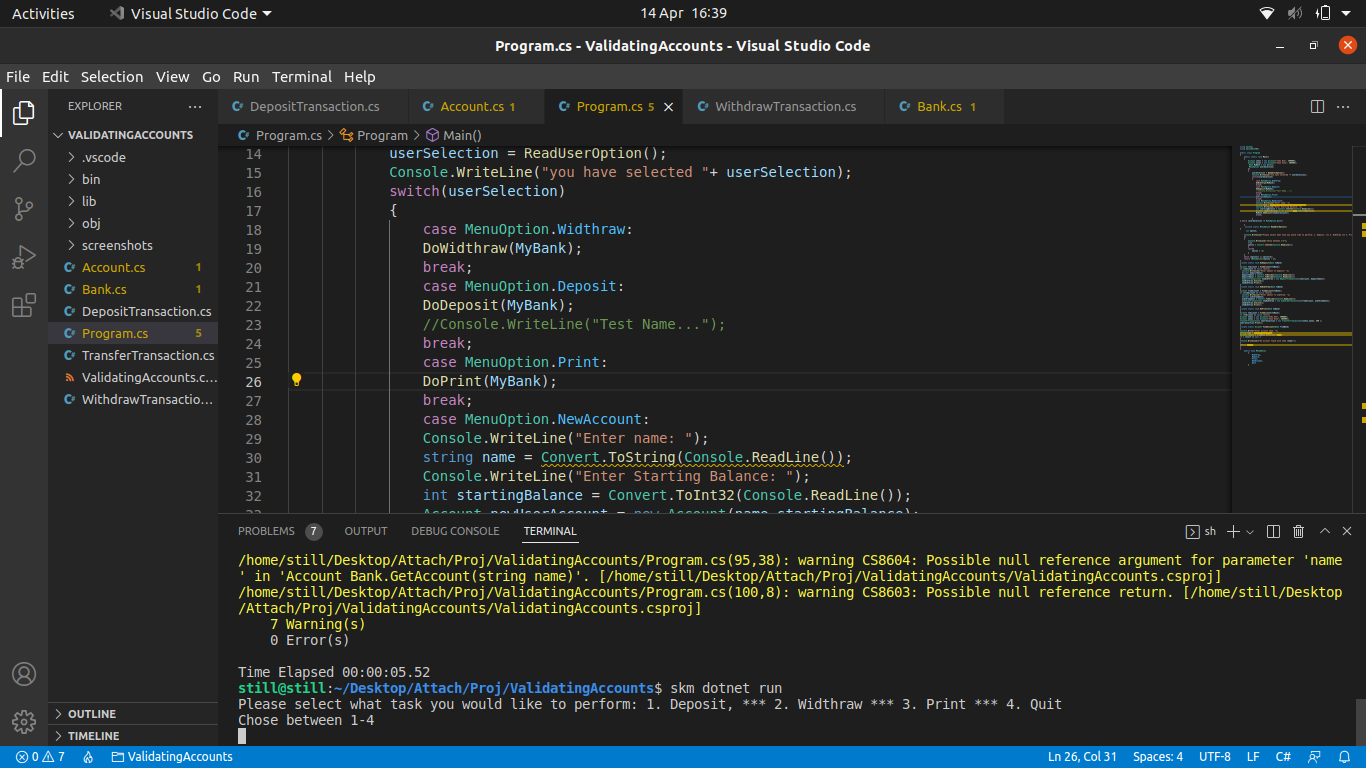 Activities Visual Studio Code 14 Apr 16:39
Program.cs - ValidatingAccounts - Visual Studio Code
File Edit Selection View Go Run Terminal Help
EXPLORER
VALIDATINGACCOUNTS
.vscode
bin
lib
obj
screenshots
Account.cs 1
Bank.cs 1
DepositTransaction.cs
Program.cs 5
TransferTransaction.cs
ValidatingAccounts.c...
WithdrawTransactio...
OUTLINE
TIMELINE
DepositTransaction.cs Account.cs 1 Program.cs 5 WithdrawTransaction.cs Bank.cs 1
Program.cs > Program > Main()
14 userSelection = ReadUserOption();
15 Console.WriteLine("you have selected "+ userSelection);
16 switch(userSelection)
17 {
18 case MenuOption.Widthraw:
19 DoWidthraw(MyBank);
20 break;
21 case MenuOption.Deposit:
22 DoDeposit(MyBank);
23 //Console.WriteLine("Test Name...");
24 break;
25 case MenuOption.Print:
26 DoPrint(MyBank);
27 break;
28 case MenuOption.NewAccount:
29 Console.WriteLine("Enter name: ");
30 string name = Convert.ToString(Console.ReadLine());
31 Console.WriteLine("Enter Starting Balance: ");
32 int startingBalance = Convert.ToInt32(Console.ReadLine());
33 Account newUserAccount = new Account(name,startingBalance);
PROBLEMS 7 OUTPUT DEBUG CONSOLE TERMINAL sh
/home/still/Desktop/Attach/Proj/ValidatingAccounts/Program.cs(95,38): warning CS8604: Possible null reference argument for parameter 'name
' in 'Account Bank.GetAccount(string name)'. [/home/still/Desktop/Attach/Proj/ValidatingAccounts/ValidatingAccounts.csproj]
/home/still/Desktop/Attach/Proj/ValidatingAccounts/Program.cs(100,8): warning CS8603: Possible null reference return. [/home/still/Desktop
/Attach/Proj/ValidatingAccounts/ValidatingAccounts.csproj]
7 Warning(s)
0 Error(s)
Time Elapsed 00:00:05.52
still@still:~/Desktop/Attach/Proj/ValidatingAccounts$ skm dotnet run
Please select what task you would like to perform: 1. Deposit, *** 2. Widthraw *** 3. Print *** 4. Quit
Chose between 1-4
0 7 ValidatingAccounts Ln 26, Col 31 Spaces: 4 UTF-8 LF C#